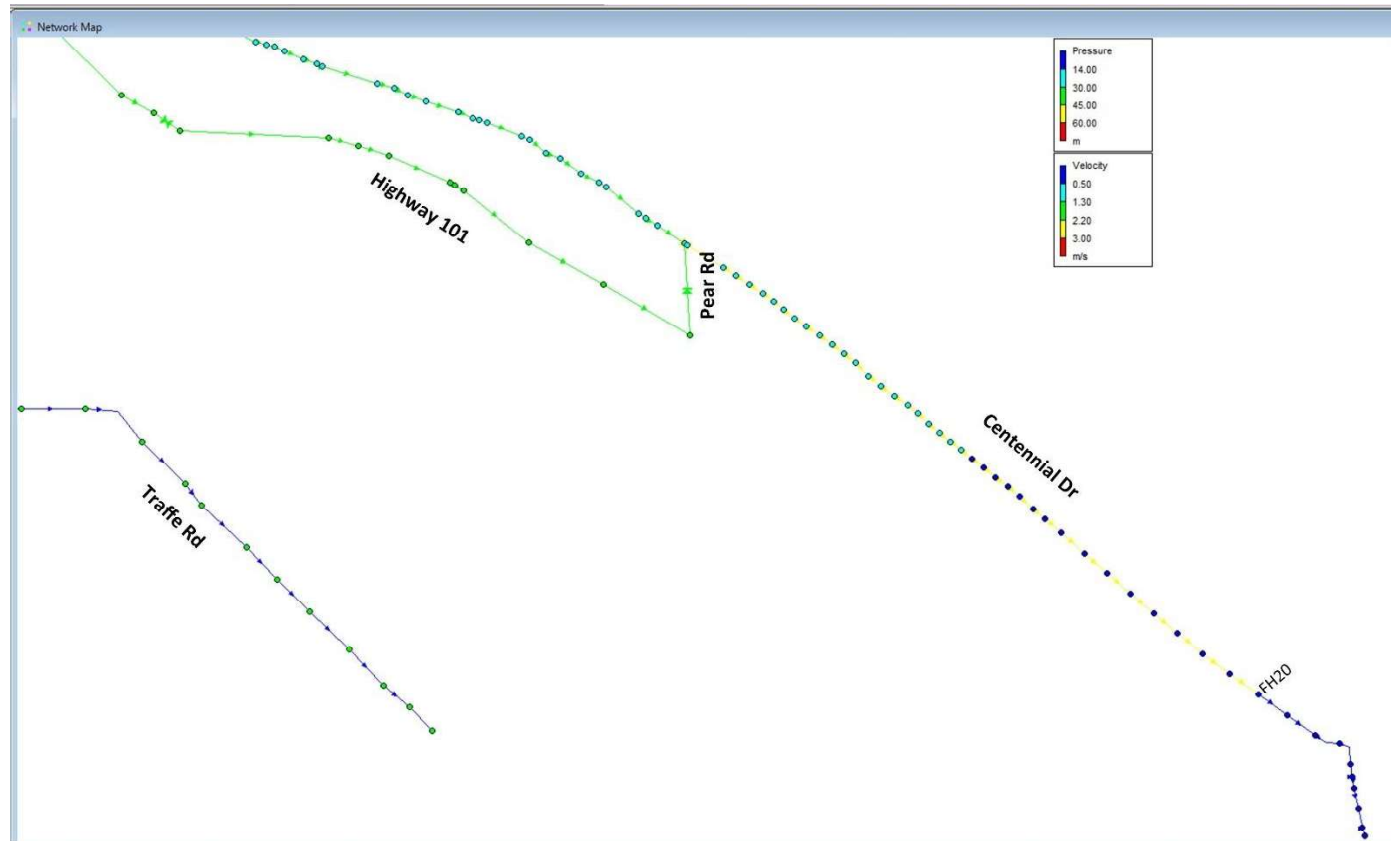 Network Map
Pressure
14.00
30.00
45.00
60.00
m
Velocity
0.50
1.30
2.20
3.00
m/s
Highway 101
Pear Rd
Centennial Dr
Traffe Rd
FH20